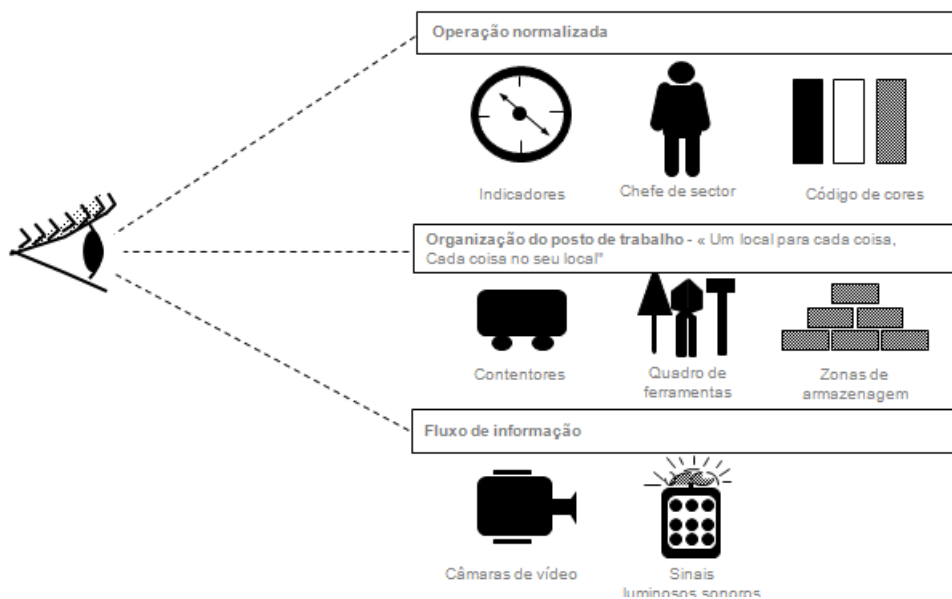 Operação normalizada
Indicadores
Chefe de sector
Código de cores
Organização do posto de trabalho - « Um local para cada coisa,
Cada coisa no seu local"
Contentores
Quadro de
ferramentas
Zonas de
armazenagem
Fluxo de informação
Câmaras de vídeo
Sinais
luminosos sonoros